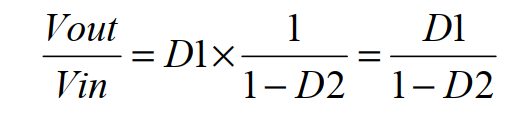 Vout/Vin = D1 × 1/(1 − D2) = D1/(1 − D2)